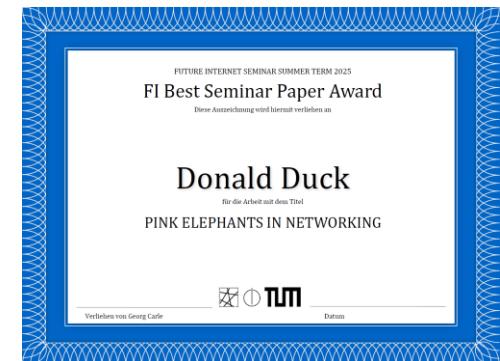 FUTURE INTERNET SEMINAR SUMMER TERM 2025
FI Best Seminar Paper Award
Diese Auszeichnung wird hiermit verliehen an
Donald Duck
für die Arbeit mit dem Titel
PINK ELEPHANTS IN NETWORKING
TUM
Verliehen von Georg Carle
Datum